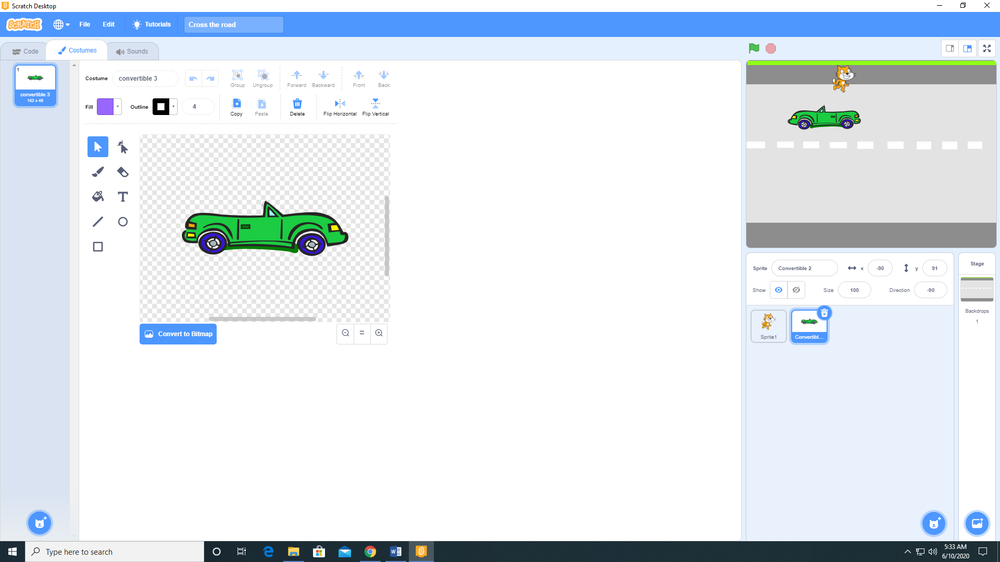 Scratch Desktop
SCRATCH File Edit Tutorials Cross the road
Code Costumes Sounds
1
convertible 3
142 x 48
Costume convertible 3 Group Ungroup Forward Backward Front Back
Fill Outline 4 Copy Paste Delete Flip Horizontal Flip Vertical
Convert to Bitmap
Sprite Convertible 2 x -90 y 91
Show Size 100 Direction -90
Sprite1 Convertibl...
Stage
Backdrops
1
Type here to search
5:33 AM
6/10/2020